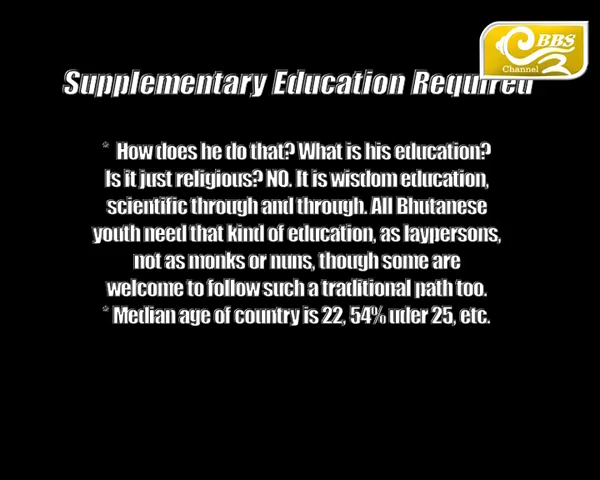 BBS
Channel 2
Supplementary Education Required
* How does he do that? What is his education?
Is it just religious? NO. It is wisdom education,
scientific through and through. All Bhutanese
youth need that kind of education, as laypersons,
not as monks or nuns, though some are
welcome to follow such a traditional path too.
* Median age of country is 22, 54% uder 25, etc.